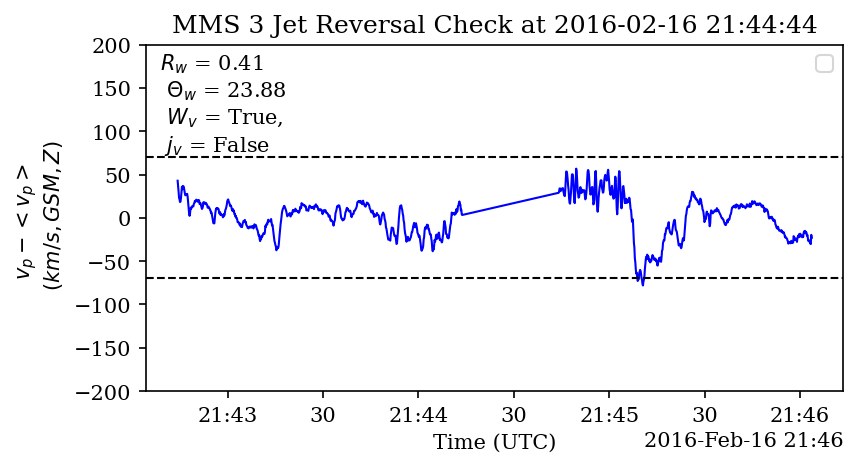 MMS 3 Jet Reversal Check at 2016-02-16 21:44:44
200
150
100
50
0
−50
−100
−150
−200
v_p − < v_p >
(km/s, GSM, Z)
R_w = 0.41
Θ_w = 23.88
W_v = True,
j_v = False
21:43 30 21:44 30 21:45 30 21:46
Time (UTC)
2016-Feb-16 21:46